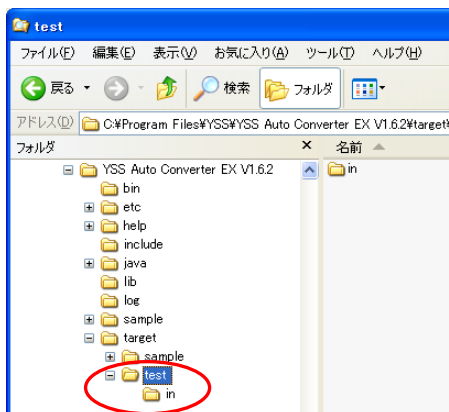 test
ファイル(F) 編集(E) 表示(V) お気に入り(A) ツール(T) ヘルプ(H)
戻る 検索 フォルダ
アドレス(D) C:¥Program Files¥YSS¥YSS Auto Converter EX V1.6.2¥target¥
フォルダ × 名前
YSS Auto Converter EX V1.6.2 in
bin
etc
help
include
java
lib
log
sample
target
sample
test
in